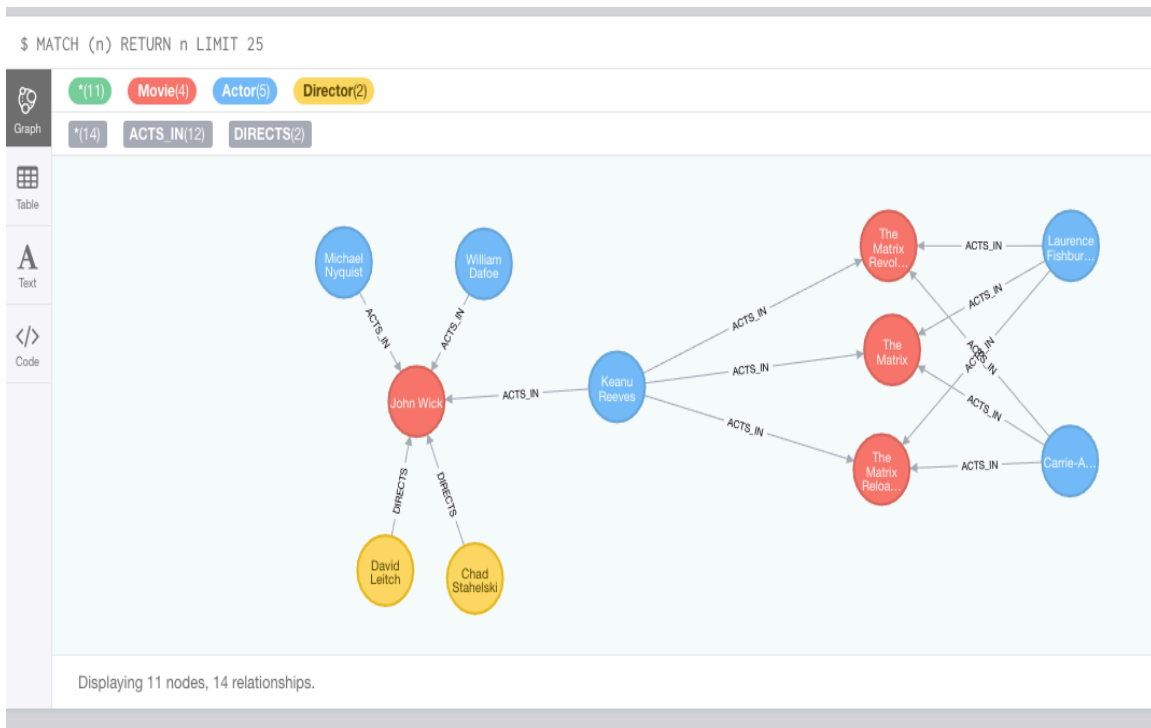 $ MATCH (n) RETURN n LIMIT 25
*(11) Movie(4) Actor(5) Director(2)
Graph
*(14) ACTS_IN(12) DIRECTS(2)
Table
A
Text
</>
Code
Michael
Nyquist
William
Dafoe
The
Matrix
Revol...
Laurence
Fishbur...
ACTS_IN
ACTS_IN
ACTS_IN
ACTS_IN
ACTS_IN
The
Matrix
ACTS_IN
ACTS_IN
Keanu
Reeves
ACTS_IN
ACTS_IN
John Wick
ACTS_IN
ACTS_IN
The
Matrix
Reloa...
ACTS_IN
Carrie-A...
DIRECTS
DIRECTS
David
Leitch
Chad
Stahelski
Displaying 11 nodes, 14 relationships.